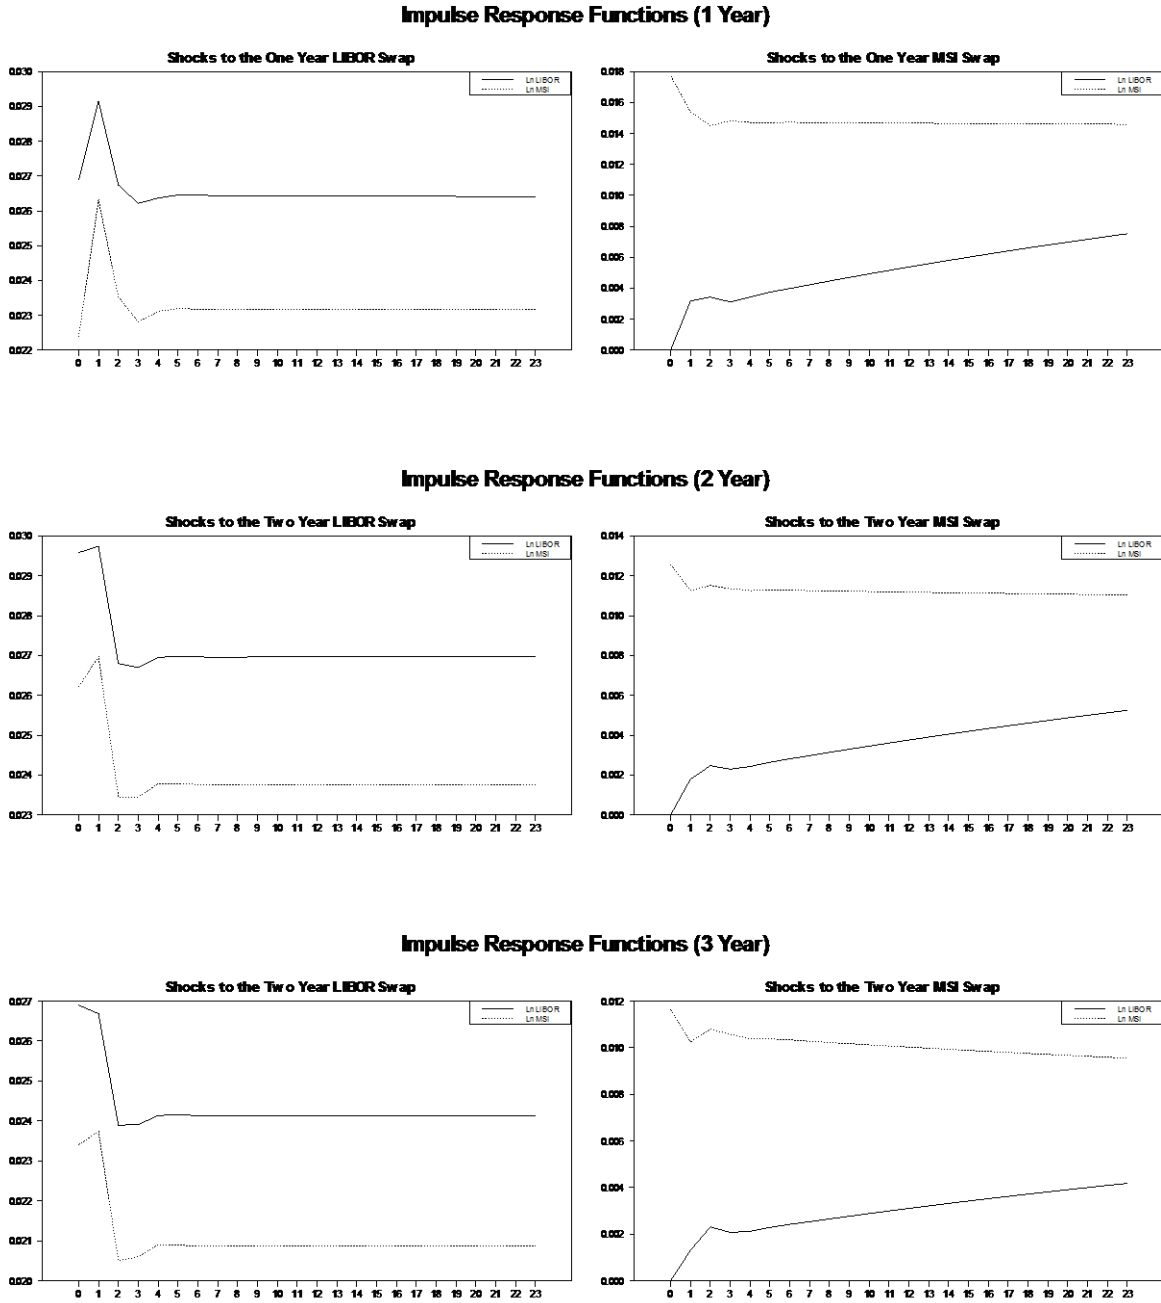 Impulse Response Functions (1 Year)
Shocks to the One Year LIBOR Swap
Ln LIBOR
Ln MSI
0.030
0.029
0.028
0.027
0.026
0.025
0.024
0.023
0.022
0 1 2 3 4 5 6 7 8 9 10 11 12 13 14 15 16 17 18 19 20 21 22 23
Shocks to the One Year MSI Swap
Ln LIBOR
Ln MSI
0.018
0.016
0.014
0.012
0.010
0.008
0.006
0.004
0.002
0.000
0 1 2 3 4 5 6 7 8 9 10 11 12 13 14 15 16 17 18 19 20 21 22 23
Impulse Response Functions (2 Year)
Shocks to the Two Year LIBOR Swap
Ln LIBOR
Ln MSI
0.030
0.029
0.028
0.027
0.026
0.025
0.024
0.023
0 1 2 3 4 5 6 7 8 9 10 11 12 13 14 15 16 17 18 19 20 21 22 23
Shocks to the Two Year MSI Swap
Ln LIBOR
Ln MSI
0.014
0.012
0.010
0.008
0.006
0.004
0.002
0.000
0 1 2 3 4 5 6 7 8 9 10 11 12 13 14 15 16 17 18 19 20 21 22 23
Impulse Response Functions (3 Year)
Shocks to the Two Year LIBOR Swap
Ln LIBOR
Ln MSI
0.027
0.026
0.025
0.024
0.023
0.022
0.021
0.020
0 1 2 3 4 5 6 7 8 9 10 11 12 13 14 15 16 17 18 19 20 21 22 23
Shocks to the Two Year MSI Swap
Ln LIBOR
Ln MSI
0.012
0.010
0.008
0.006
0.004
0.002
0.000
0 1 2 3 4 5 6 7 8 9 10 11 12 13 14 15 16 17 18 19 20 21 22 23